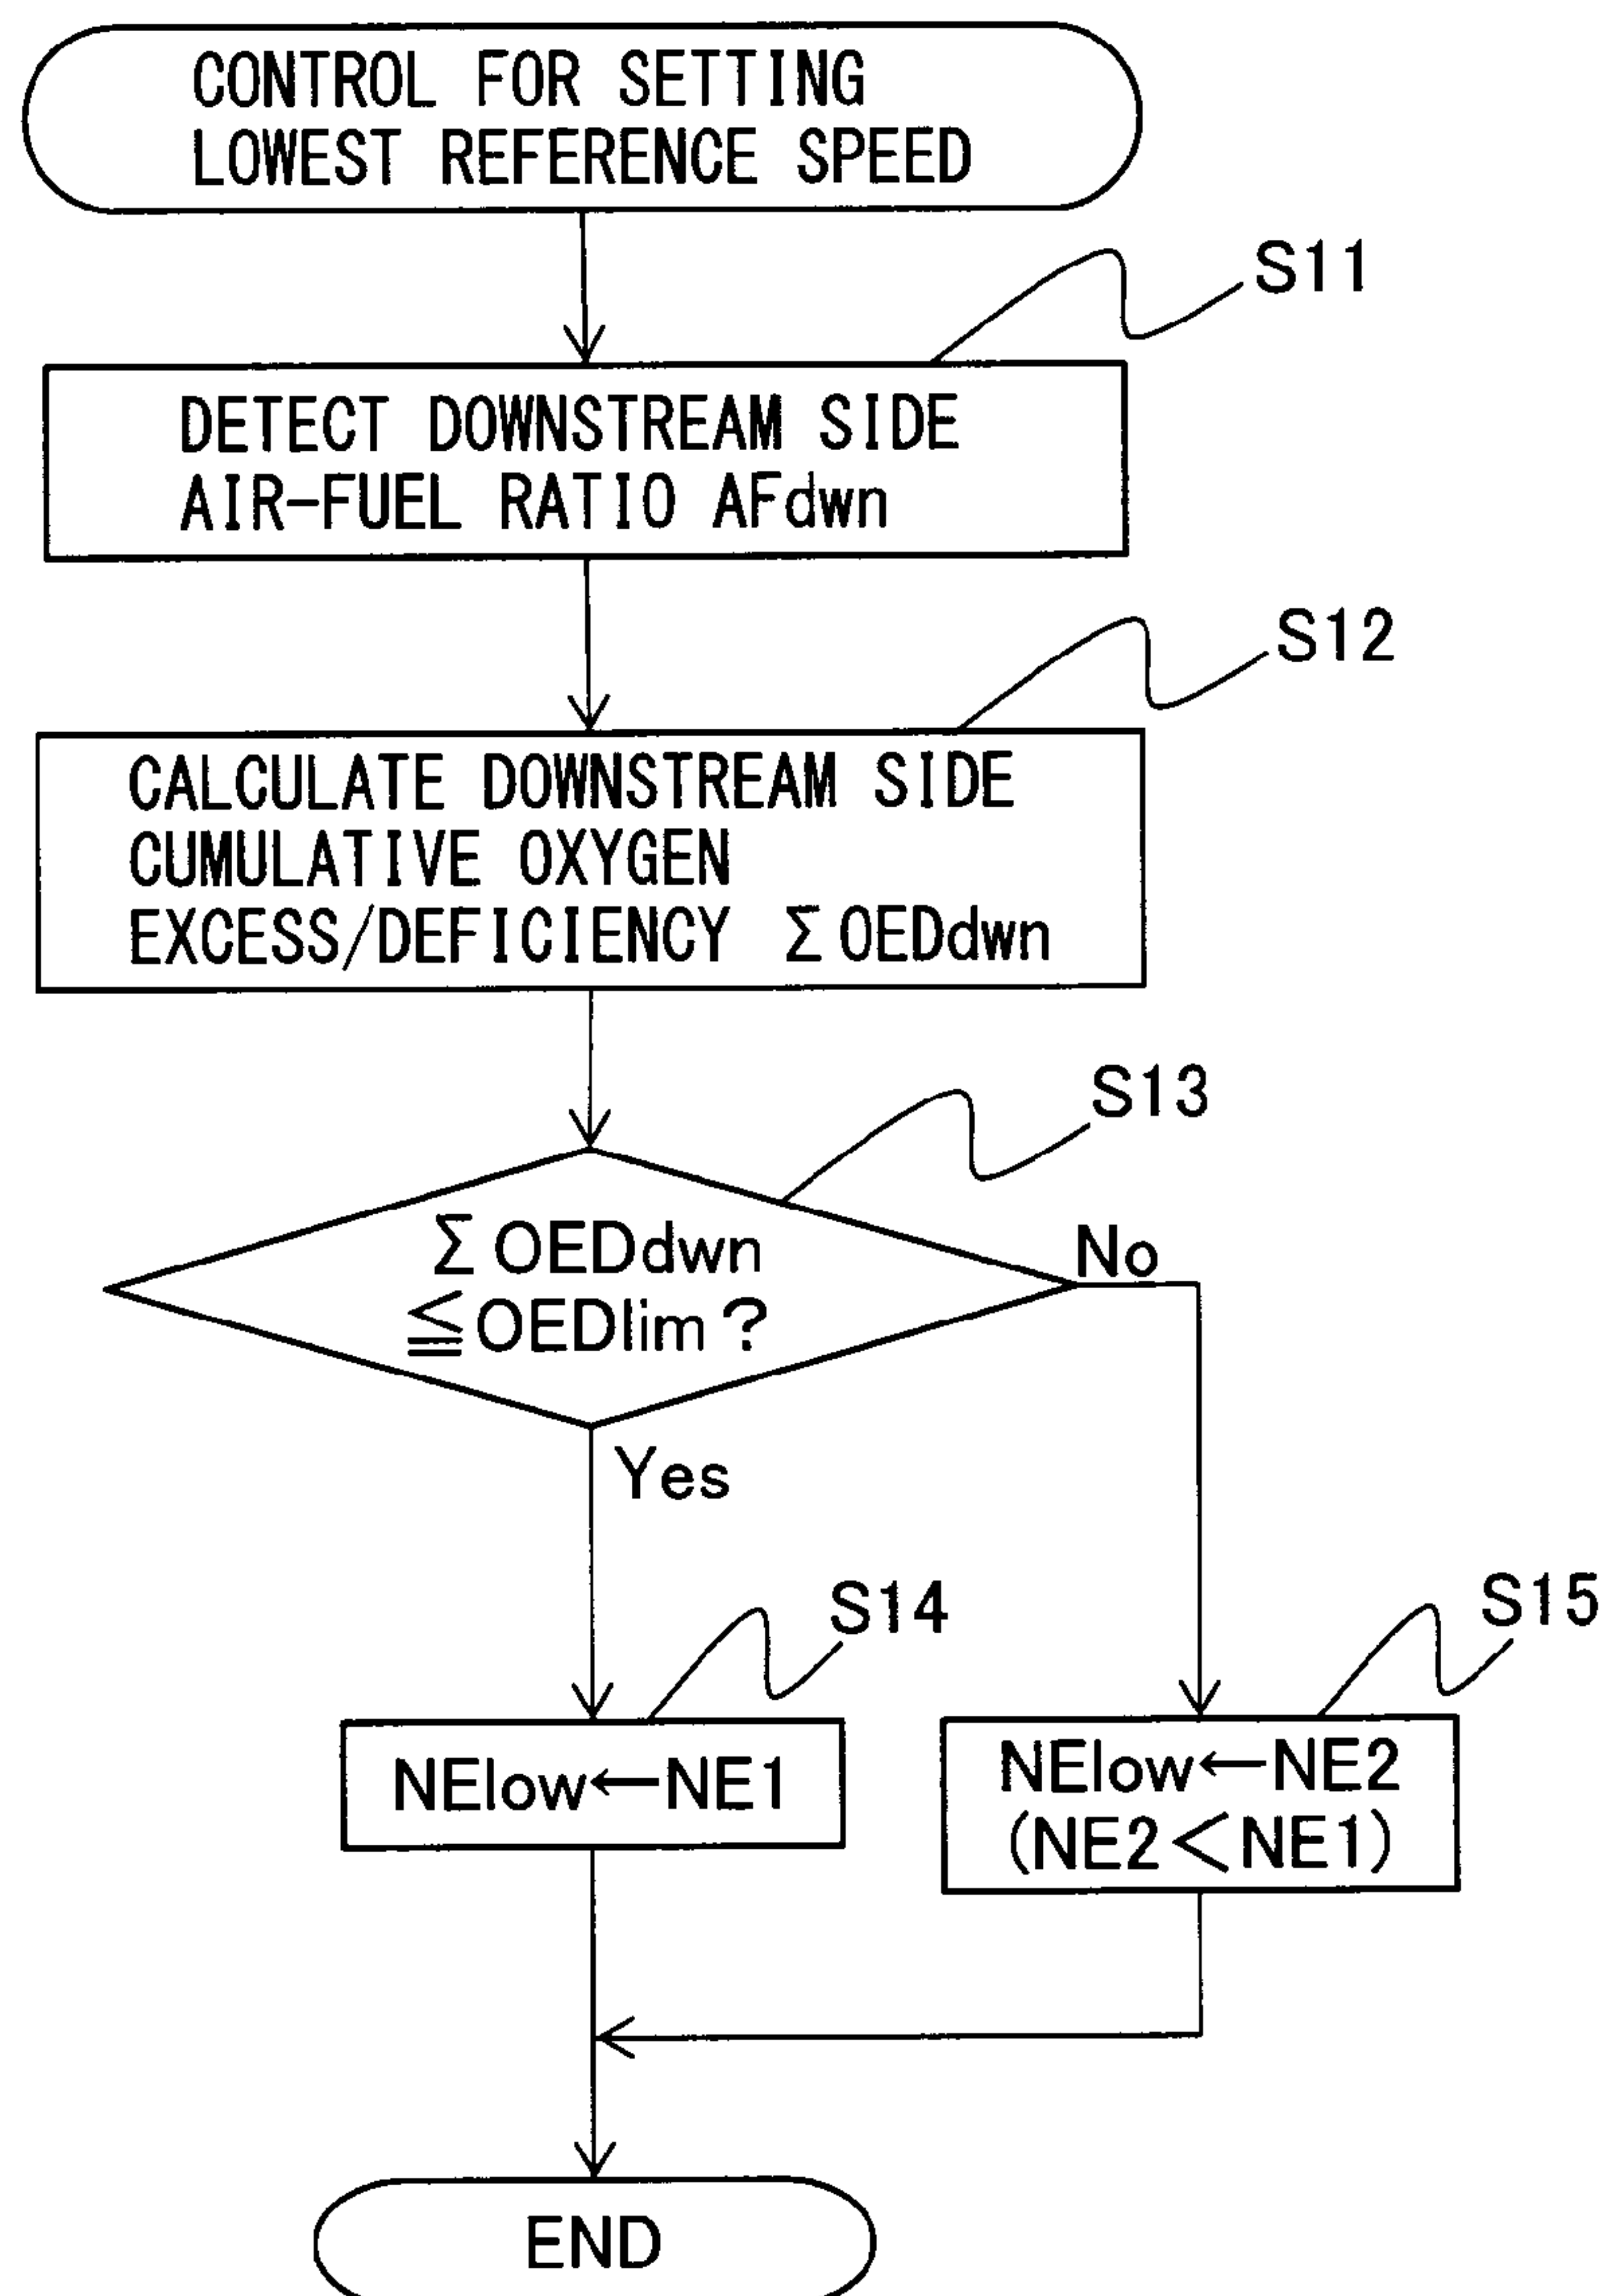 CONTROL FOR SETTING
LOWEST REFERENCE SPEED
S11
DETECT DOWNSTREAM SIDE
AIR-FUEL RATIO AFdwn
S12
CALCULATE DOWNSTREAM SIDE
CUMULATIVE OXYGEN
EXCESS/DEFICIENCY ΣOEDdwn
S13
ΣOEDdwn
≦OEDlim?
No
Yes
S14
NElow←NE1
S15
NElow←NE2
(NE2<NE1)
END